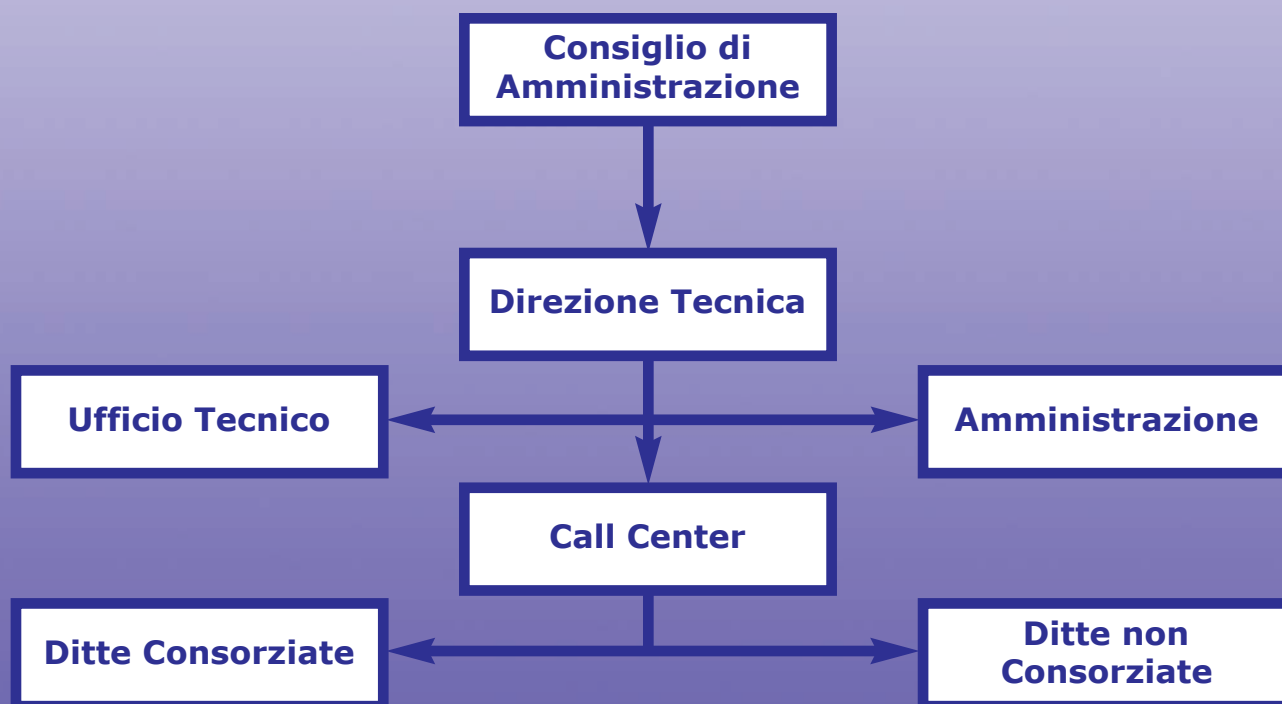 Consiglio di
Amministrazione
Direzione Tecnica
Ufficio Tecnico
Amministrazione
Call Center
Ditte Consorziate
Ditte non
Consorziate